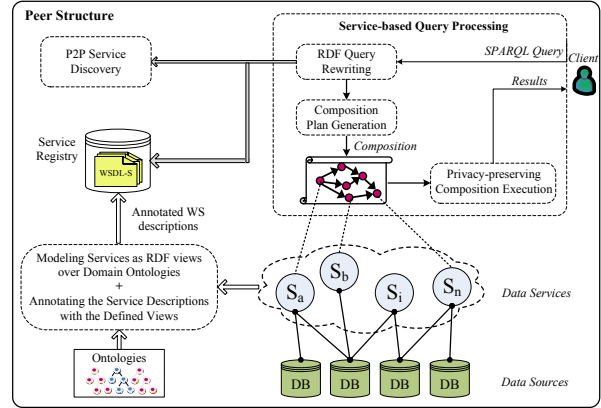 Peer Structure
Service-based Query Processing
P2P Service
Discovery
RDF Query
Rewriting
SPARQL Query
Client
Results
Composition
Plan Generation
Composition
Service
Registry
WSDL-S
Privacy-preserving
Composition Execution
Annotated WS
descriptions
Modeling Services as RDF views
over Domain Ontologies
+
Annotating the Service Descriptions
with the Defined Views
Sa
Sb
Si
Sn
Data Services
Ontologies
DB
DB
DB
DB
Data Sources